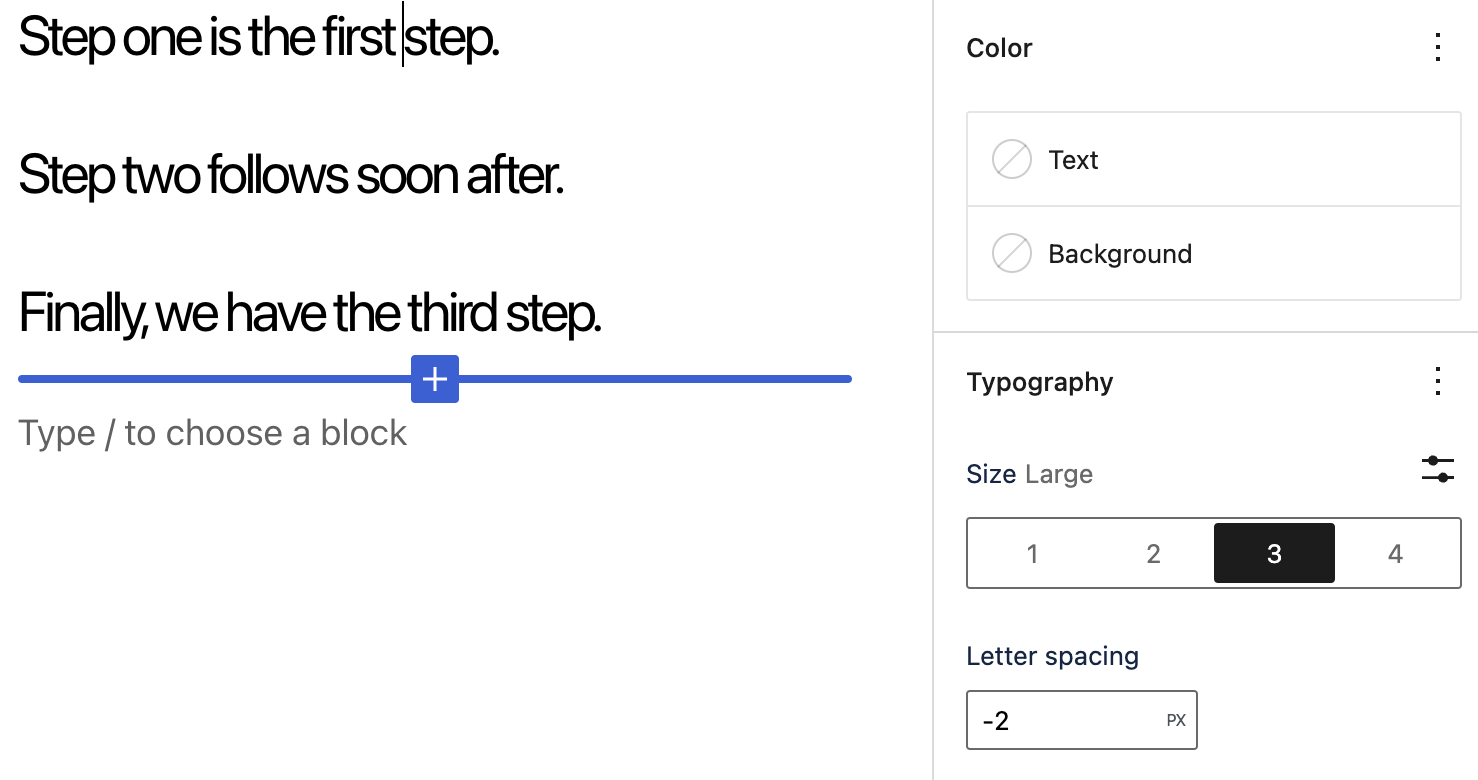 Step one is the first step.
Step two follows soon after.
Finally, we have the third step.
Type / to choose a block
Color
Text
Background
Typography
Size Large
1 2 3 4
Letter spacing
-2 PX